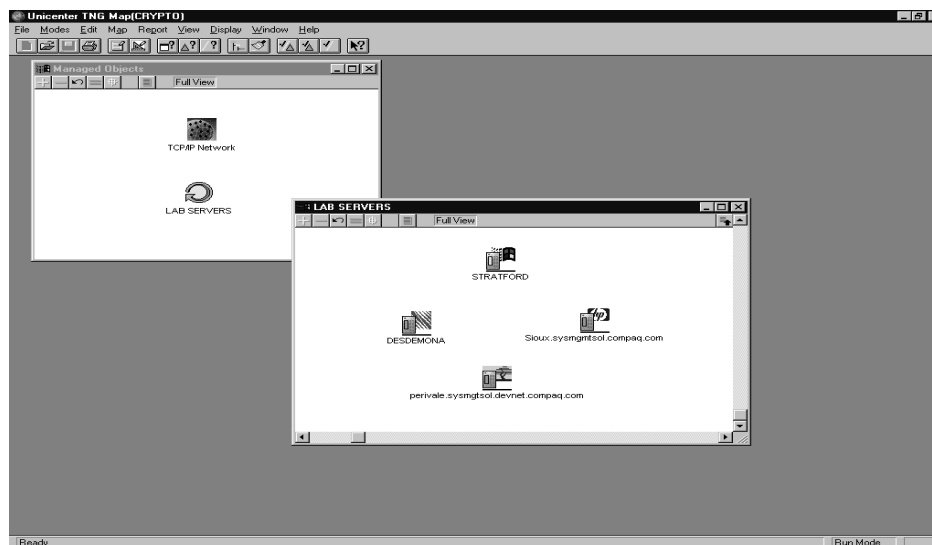 Unicenter TNG Map(CRYPTO)
File Modes Edit Map Report View Display Window Help
Managed Objects
Full View
TCP/IP Network
LAB SERVERS
LAB SERVERS
Full View
STRATFORD
hp
DESDEMONA
Sioux.sysmgmtsol.compaq.com
perivale.sysmgtsol.devnet.compaq.com
Ready
Run Mode